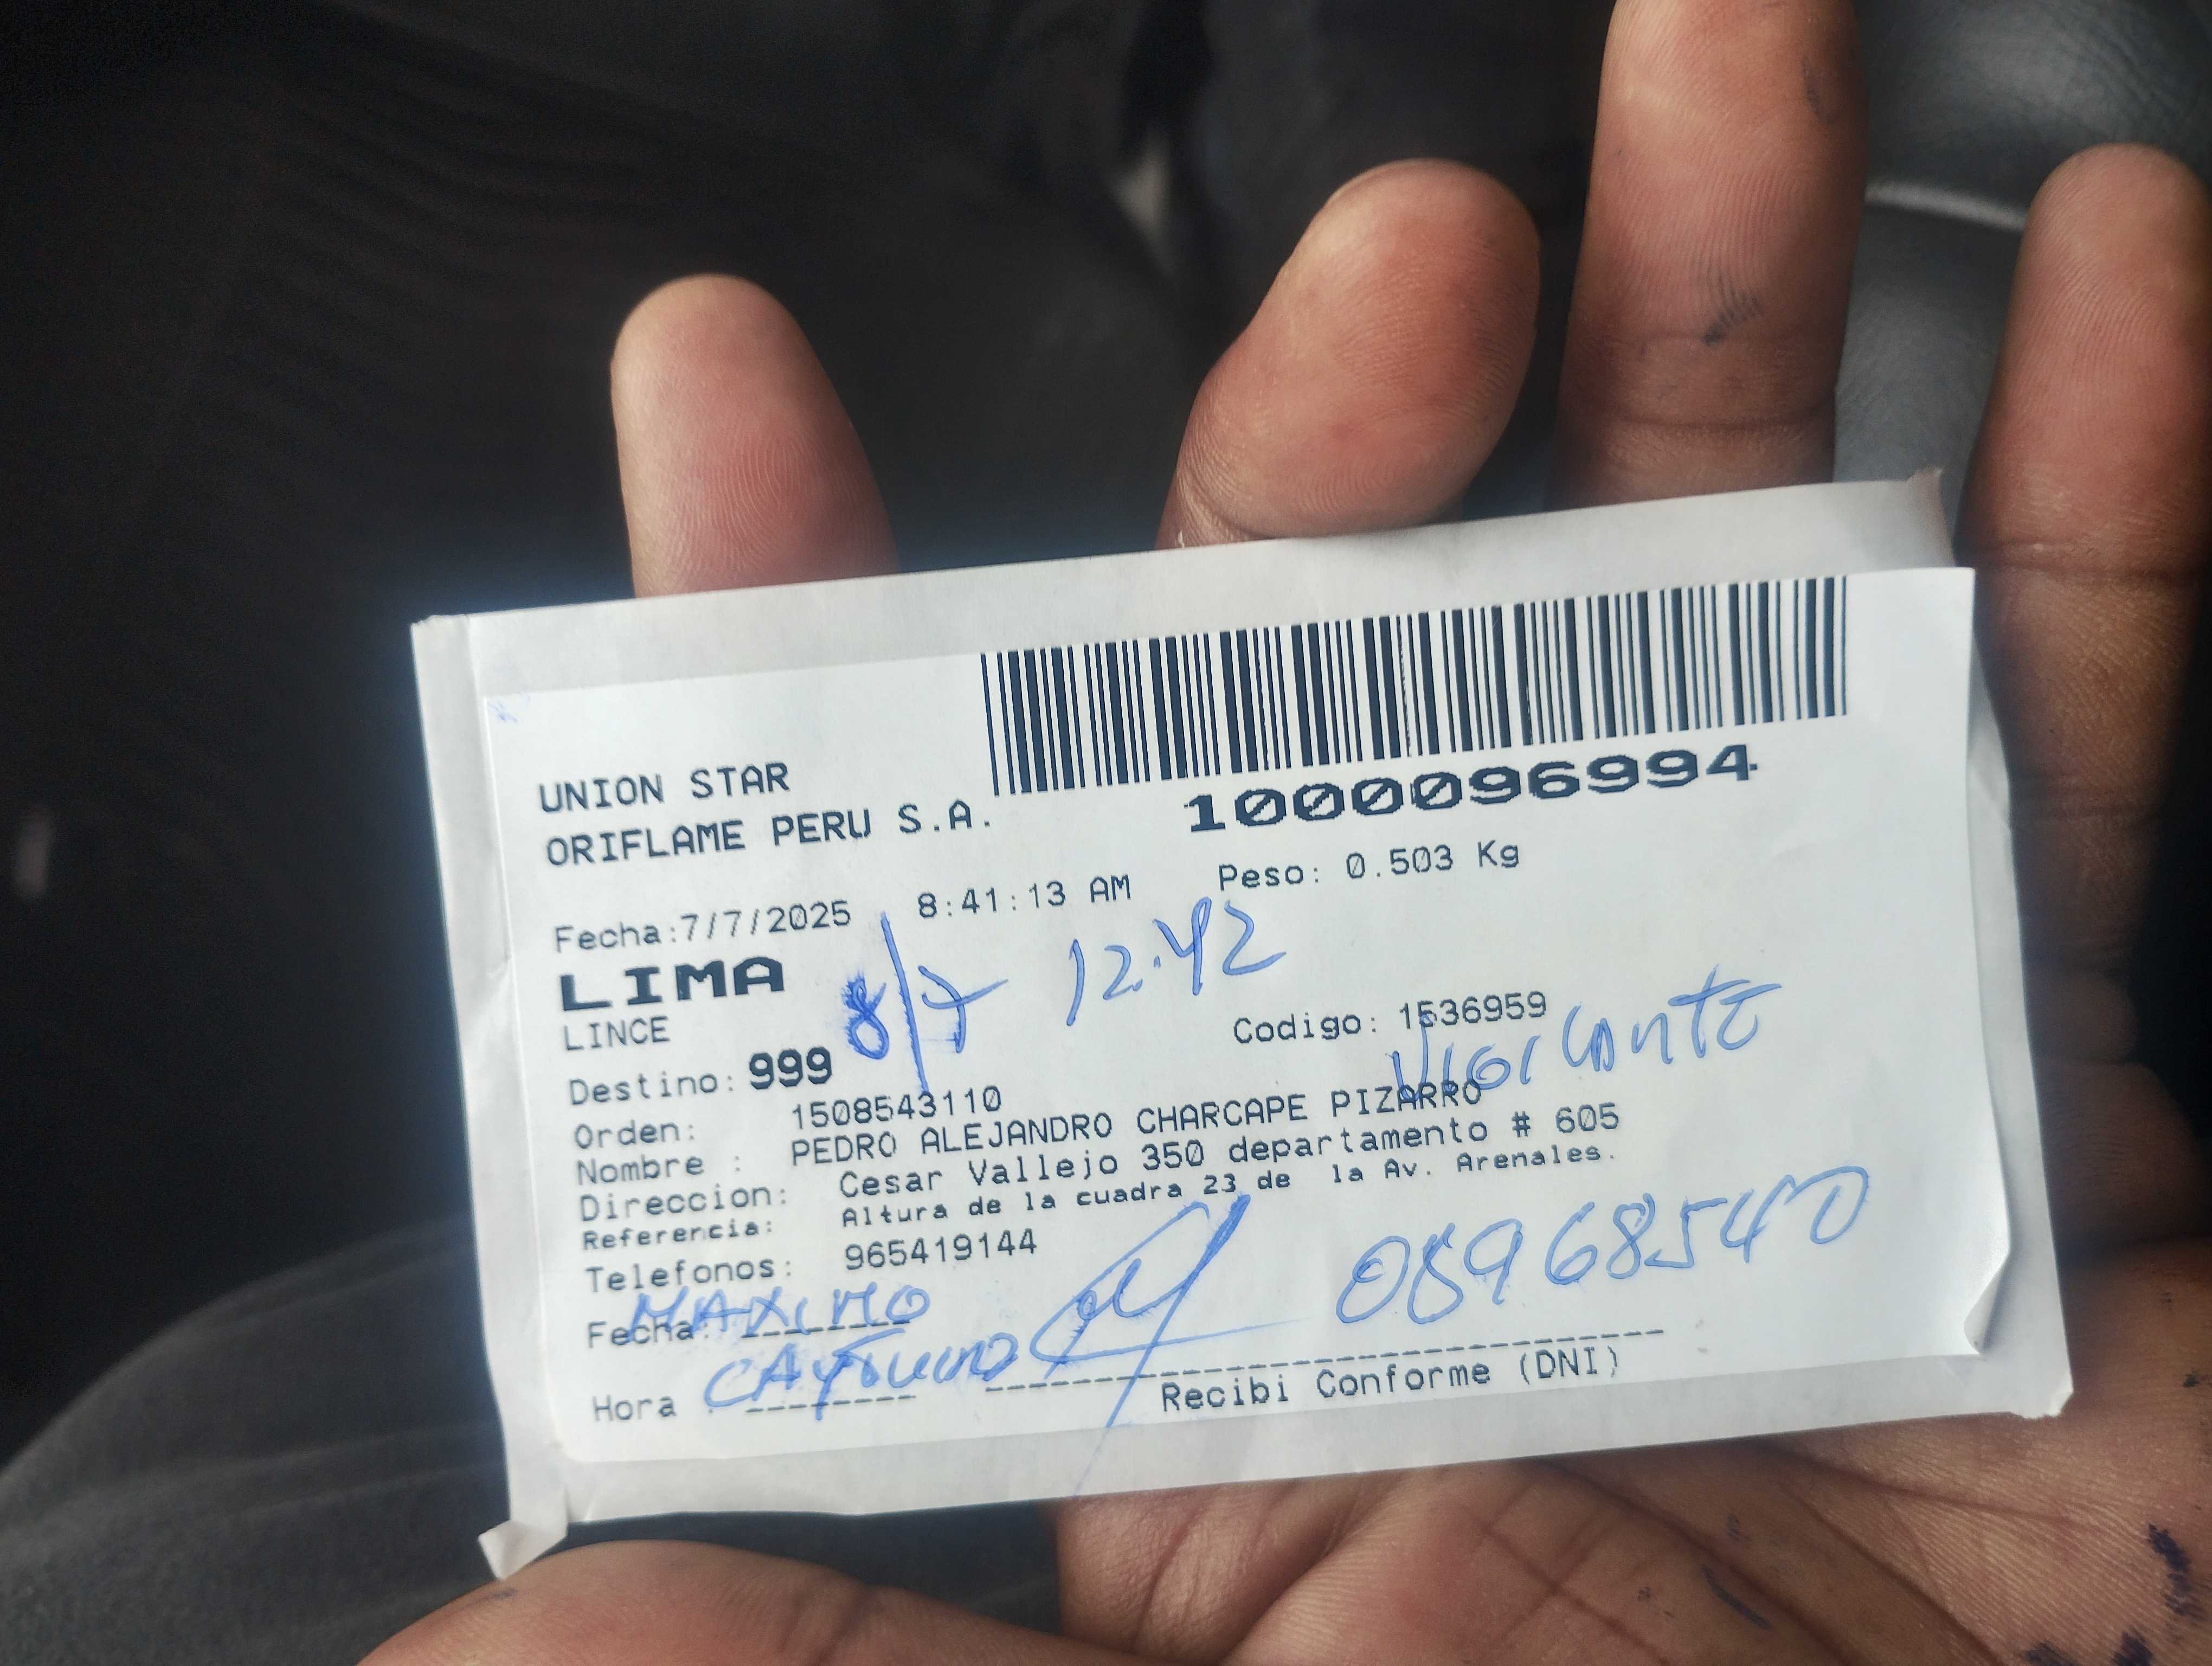 1000096994
UNION STAR
ORIFLAME PERU S.A.
Fecha:7/7/2025 8:41:13 AM Peso: 0.503 Kg
LIMA
8/7 12.42
LINCE
Codigo: 1536959
Destino: 999
Orden: 1508543110
Nombre : PEDRO ALEJANDRO CHARCAPE PIZARRO
Direccion: Cesar Vallejo 350 departamento # 605
Referencia: Altura de la cuadra 23 de la Av. Arenales.
Telefonos: 965419144
MAXIMO
Fecha: ________
Hora : ________
Recibi Conforme (DNI)